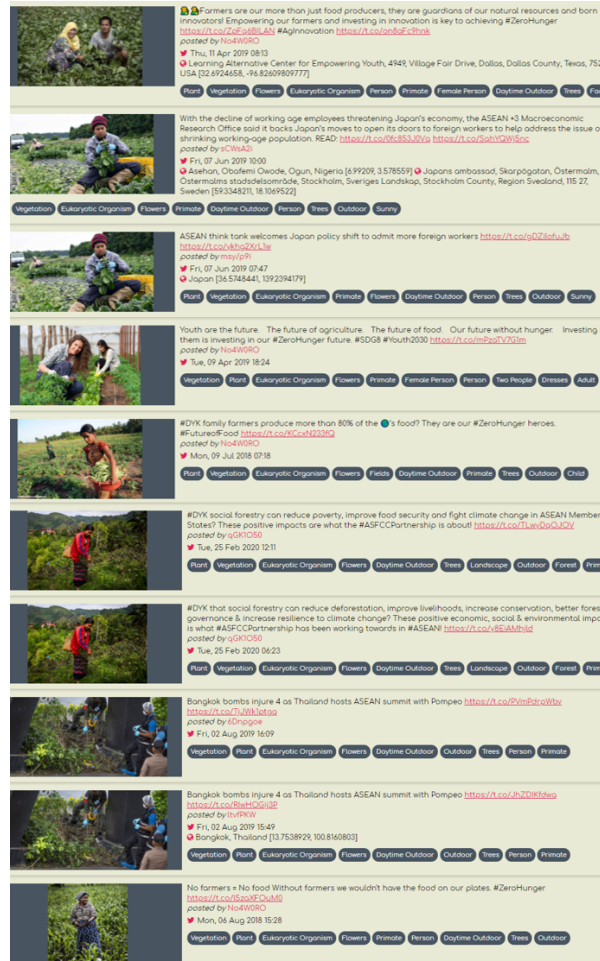 Farmers are our more than just food producers, they are guardians of our natural resources and born
innovators! Empowering our farmers and investing in innovation is key to achieving #ZeroHunger
#AgInnovation
posted by No4W0RO
Thu, 11 Apr 2019 08:13
Learning Alternative Center for Empowering Youth, 4949, Village Fair Drive, Dallas, Dallas County, Texas, 752
USA [32.6924658, -96.82609809777]
Plant Vegetation Flowers Eukaryotic Organism Person Primate Female Person Daytime Outdoor Trees
With the decline of working age employees threatening Japan's economy, the ASEAN +3 Macroeconomic
Research Office said it backs Japan's moves to open its doors to foreign workers to help address the issue o
shrinking working-age population. READ:
posted by sCWsA2i
Fri, 07 Jun 2019 10:00
Asehan, Obafemi Owode, Ogun, Nigeria [6.99209, 3.578559] Japans ambassad, Skarpögatan, Östermalm,
Östermalms stadsdelsområde, Stockholm, Sveriges Landskap, Stockholm County, Region Svealand, 115 27,
Sweden [59.3348211, 18.1069522]
Vegetation Eukaryotic Organism Flowers Primate Daytime Outdoor Person Trees Outdoor Sunny
ASEAN think tank welcomes Japan policy shift to admit more foreign workers
posted by msy/p9i
Fri, 07 Jun 2019 07:47
Japan [36.5748441, 139.2394179]
Plant Vegetation Eukaryotic Organism Primate Flowers Daytime Outdoor Person Trees Outdoor Sunny
Youth are the future. The future of agriculture. The future of food. Our future without hunger. Investing
them is investing in our #ZeroHunger future. #SDG8 #Youth2030
posted by No4W0RO
Tue, 09 Apr 2019 18:24
Vegetation Plant Eukaryotic Organism Flowers Primate Female Person Person Two People Dresses Adult
#DYK family farmers produce more than 80% of the 's food? They are our #ZeroHunger heroes.
#FutureofFood https://t.co/KCcxN233fQ
posted by No4W0RO
Mon, 09 Jul 2018 07:18
Plant Vegetation Eukaryotic Organism Flowers Fields Daytime Outdoor Primate Trees Outdoor Child
#DYK social forestry can reduce poverty, improve food security and fight climate change in ASEAN Member
States? These positive impacts are what the #ASFCCPartnership is about! https://t.co/TLwyDqOJOV
posted by qGK1O50
Tue, 25 Feb 2020 12:11
Plant Vegetation Eukaryotic Organism Flowers Daytime Outdoor Trees Landscape Outdoor Forest
#DYK that social forestry can reduce deforestation, improve livelihoods, increase conservation, better fores
governance & increase resilience to climate change? These positive economic, social & environmental impa
is what #ASFCCPartnership has been working towards in #ASEAN!
posted by qGK1O50
Tue, 25 Feb 2020 06:23
Plant Vegetation Eukaryotic Organism Flowers Daytime Outdoor Trees Landscape Outdoor Forest
Bangkok bombs injure 4 as Thailand hosts ASEAN summit with Pompeo
posted by 6Dnpgoe
Fri, 02 Aug 2019 16:09
Vegetation Plant Eukaryotic Organism Flowers Daytime Outdoor Outdoor Trees Person Primate
Bangkok bombs injure 4 as Thailand hosts ASEAN summit with Pompeo
posted by ltvfPKW
Fri, 02 Aug 2019 15:49
Bangkok, Thailand [13.7538929, 100.8160803]
Vegetation Plant Eukaryotic Organism Flowers Daytime Outdoor Outdoor Trees Person Primate
No farmers = No food Without farmers we wouldn't have the food on our plates. #ZeroHunger
posted by No4W0RO
Mon, 06 Aug 2018 15:28
Vegetation Plant Eukaryotic Organism Flowers Primate Person Daytime Outdoor Trees Outdoor